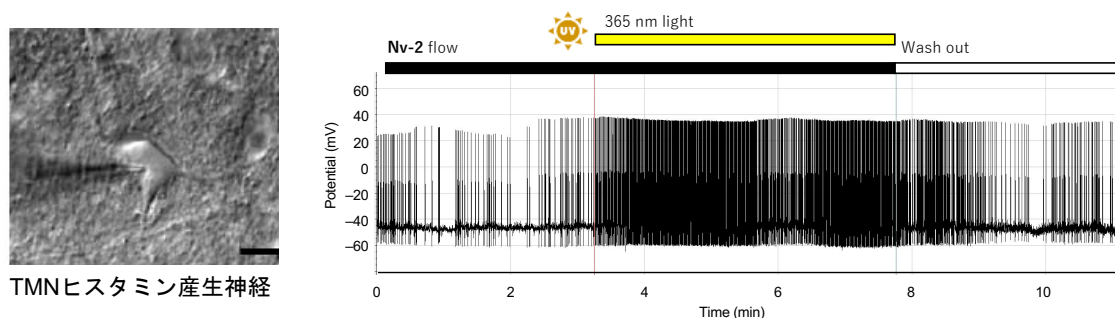 TMNヒスタミン産生神経
UV
365 nm light
Nv-2 flow
Wash out
Potential (mV)
60
40
20
0
−20
−40
−60
0 2 4 6 8 10
Time (min)